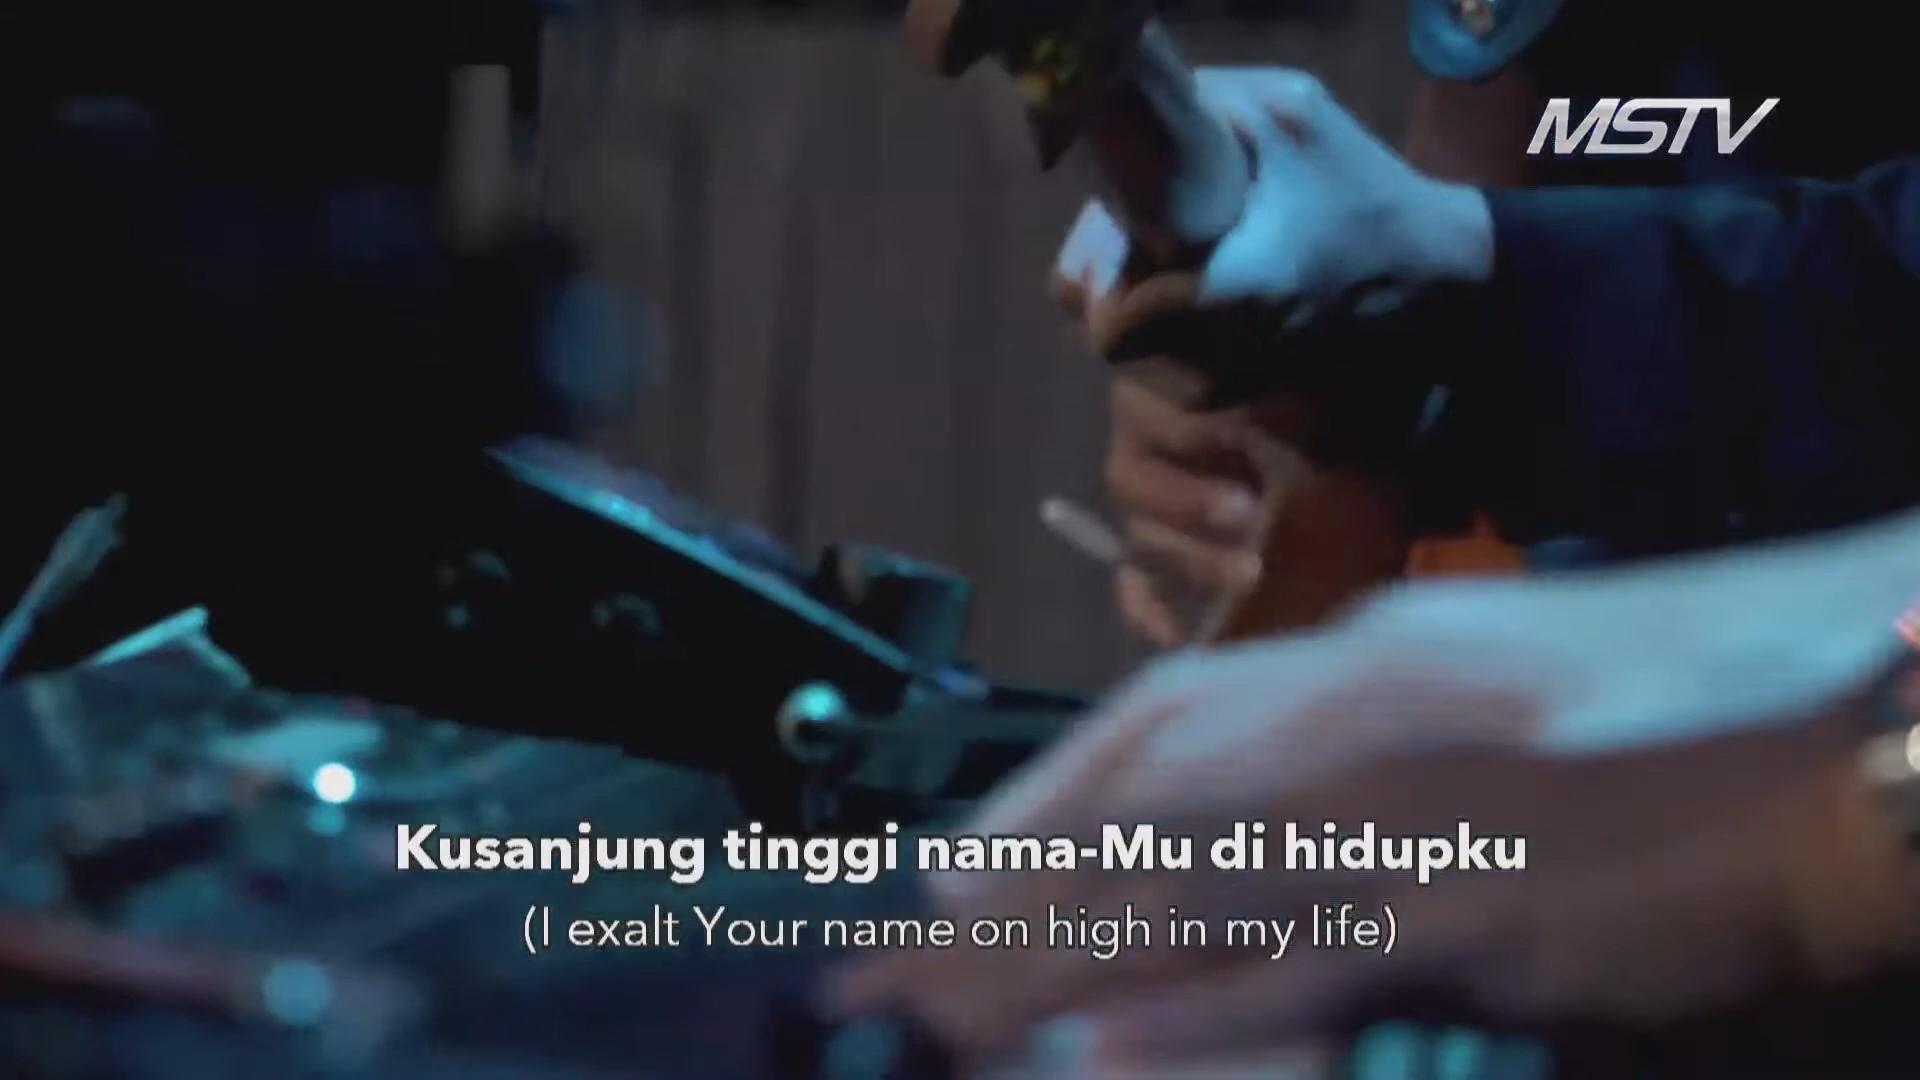 MSTV
Kusanjung tinggi nama-Mu di hidupku
(I exalt Your name on high in my life)